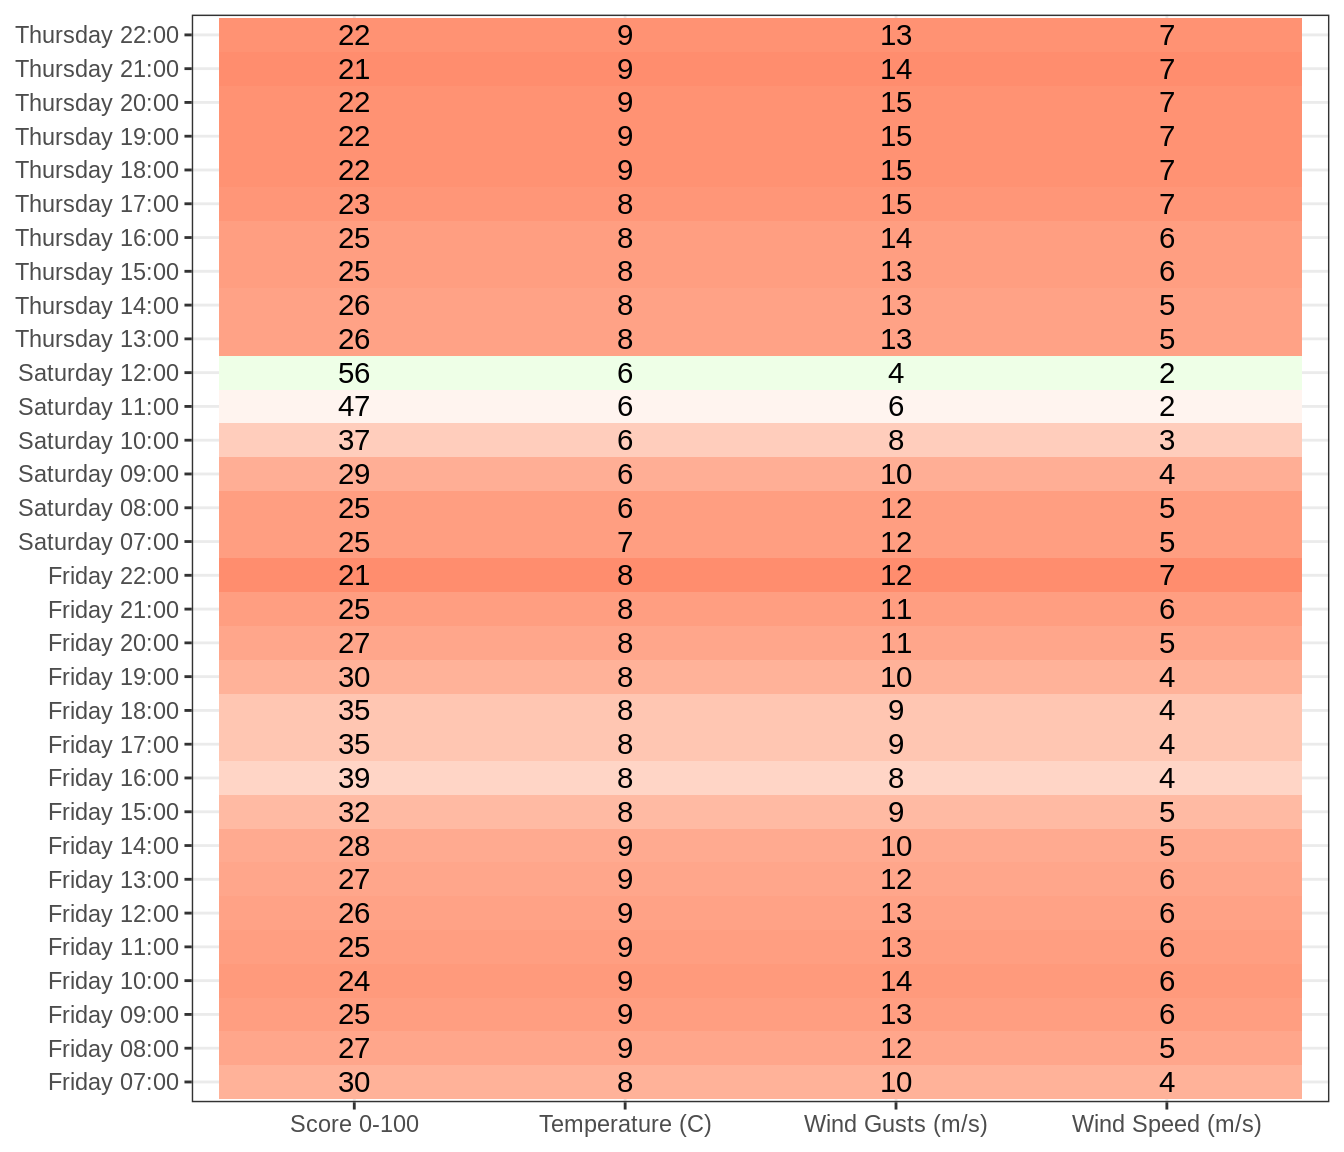 Thursday 22:00 22 9 13 7
Thursday 21:00 21 9 14 7
Thursday 20:00 22 9 15 7
Thursday 19:00 22 9 15 7
Thursday 18:00 22 9 15 7
Thursday 17:00 23 8 15 7
Thursday 16:00 25 8 14 6
Thursday 15:00 25 8 13 6
Thursday 14:00 26 8 13 5
Thursday 13:00 26 8 13 5
Saturday 12:00 56 6 4 2
Saturday 11:00 47 6 6 2
Saturday 10:00 37 6 8 3
Saturday 09:00 29 6 10 4
Saturday 08:00 25 6 12 5
Saturday 07:00 25 7 12 5
Friday 22:00 21 8 12 7
Friday 21:00 25 8 11 6
Friday 20:00 27 8 11 5
Friday 19:00 30 8 10 4
Friday 18:00 35 8 9 4
Friday 17:00 35 8 9 4
Friday 16:00 39 8 8 4
Friday 15:00 32 8 9 5
Friday 14:00 28 9 10 5
Friday 13:00 27 9 12 6
Friday 12:00 26 9 13 6
Friday 11:00 25 9 13 6
Friday 10:00 24 9 14 6
Friday 09:00 25 9 13 6
Friday 08:00 27 9 12 5
Friday 07:00 30 8 10 4
Score 0-100 Temperature (C) Wind Gusts (m/s) Wind Speed (m/s)